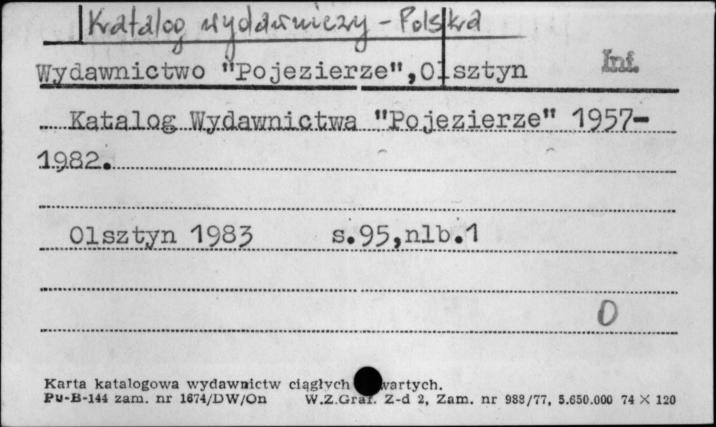 Katalog wydawniczy - Polska
Wydawnictwo "Pojezierze", Olsztyn Inf.
Katalog Wydawnictwa "Pojezierze" 1957-
1982.
Olsztyn 1983 s.95,nlb.1
0
Karta katalogowa wydawnictw ciągłych wartych.
Pu-B-144 zam. nr 1674/DW/On W.Z.Graf. Z-d 2, Zam. nr 988/77, 5.650.000 74 X 120